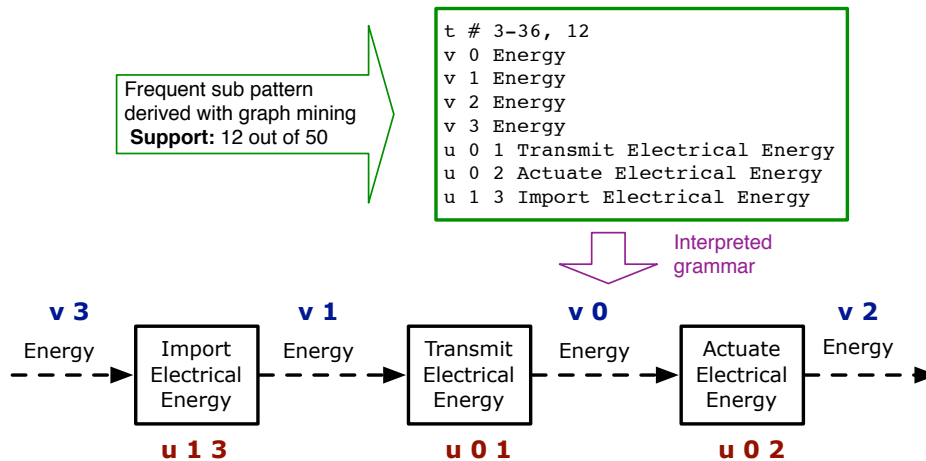 Frequent sub pattern
derived with graph mining
Support: 12 out of 50
t # 3-36, 12
v 0 Energy
v 1 Energy
v 2 Energy
v 3 Energy
u 0 1 Transmit Electrical Energy
u 0 2 Actuate Electrical Energy
u 1 3 Import Electrical Energy
Interpreted
grammar
v 3
v 1
v 0
v 2
Energy
Import
Electrical
Energy
Energy
Transmit
Electrical
Energy
Energy
Actuate
Electrical
Energy
Energy
u 1 3
u 0 1
u 0 2